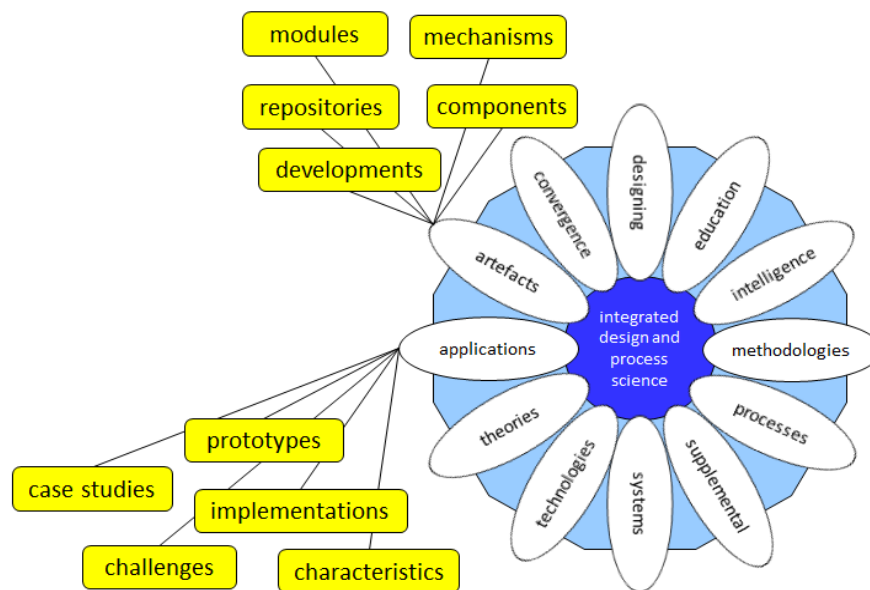 modules
mechanisms
repositories
components
developments
designing
convergence
education
artefacts
intelligence
integrated
design and
process
science
applications
methodologies
theories
processes
technologies
systems
supplemental
prototypes
case studies
implementations
challenges
characteristics